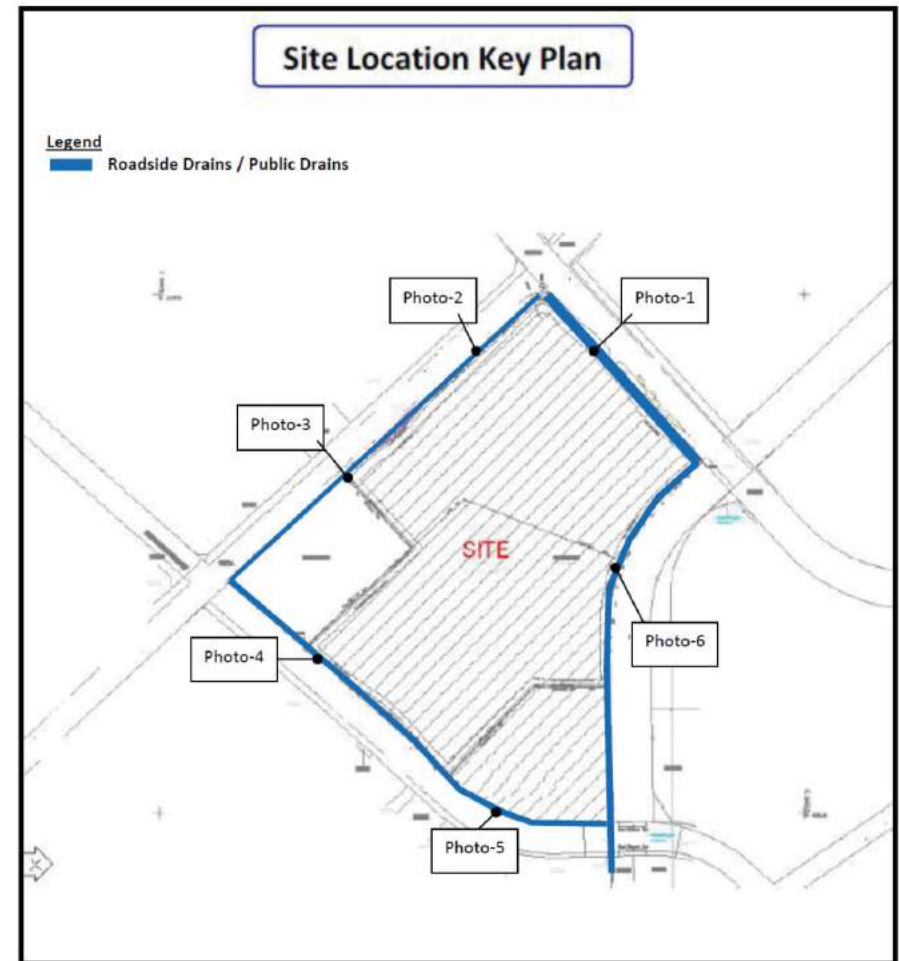 Site Location Key Plan
Legend
Roadside Drains / Public Drains
Photo-2
Photo-1
Photo-3
SITE
Photo-6
Photo-4
Photo-5